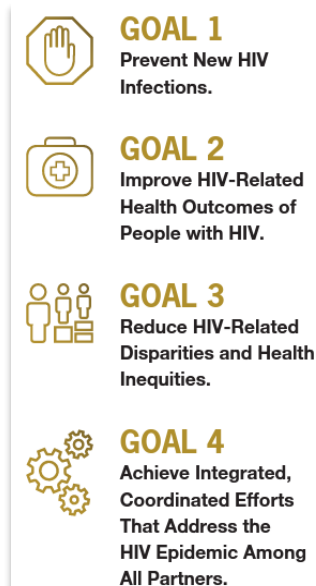 GOAL 1
Prevent New HIV
Infections.
GOAL 2
Improve HIV-Related
Health Outcomes of
People with HIV.
GOAL 3
Reduce HIV-Related
Disparities and Health
Inequities.
GOAL 4
Achieve Integrated,
Coordinated Efforts
That Address the
HIV Epidemic Among
All Partners.